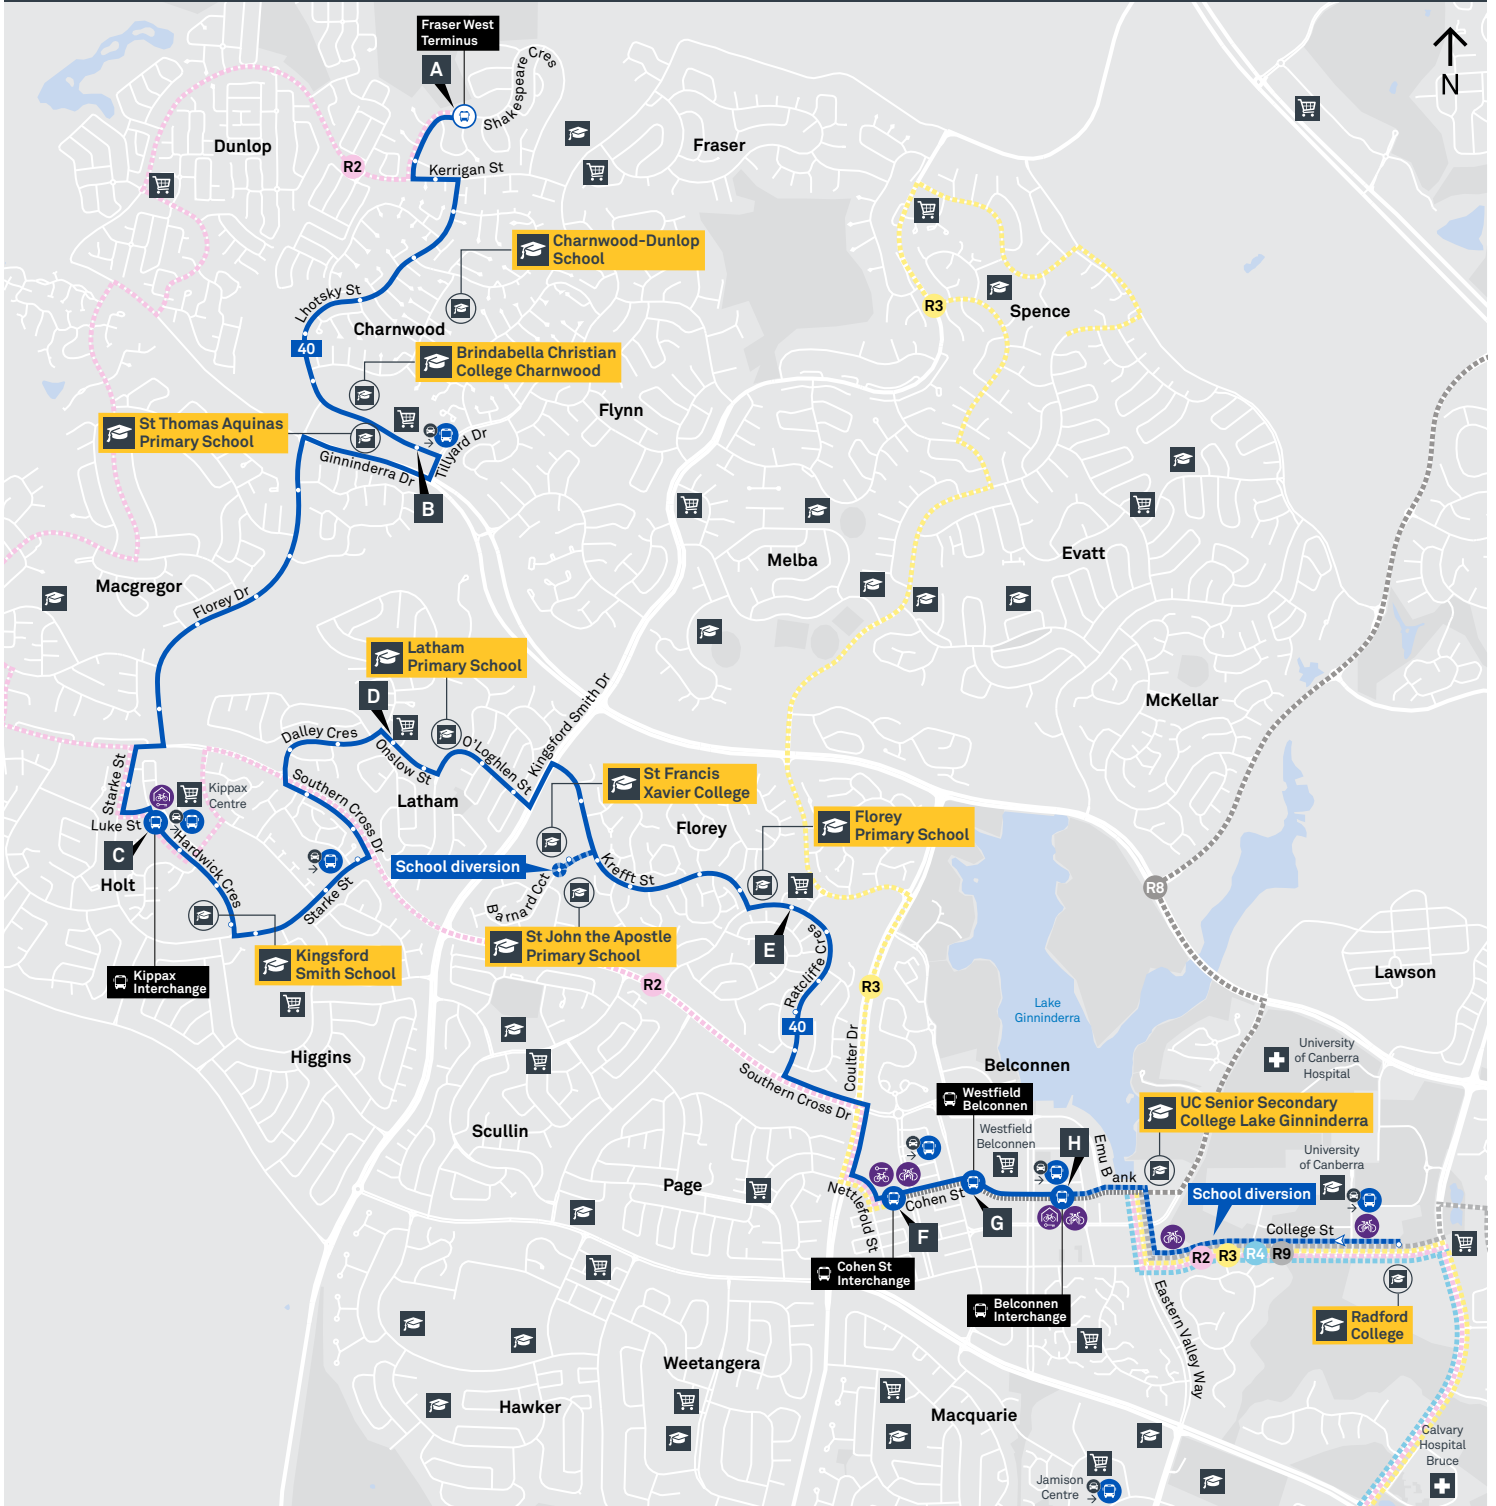 Fraser West
Terminus
A
Shakespeare Cres
N
Dunlop
Fraser
R2
Kerrigan St
Charnwood-Dunlop
School
Lhotsky St
R3
Spence
Charnwood
40
Brindabella Christian
College Charnwood
Flynn
St Thomas Aquinas
Primary School
Tillyard Dr
Ginninderra Dr
B
Melba
Evatt
Macgregor
Florey Dr
Latham
Primary School
D
Kingsford Smith Dr
McKellar
Dalley Cres
Onslow St
O'Loghlen St
Starke St
Southern Cross Dr
St Francis
Xavier College
Kippax
Centre
Latham
Florey
Florey
Primary School
Luke St
C
Hardwick Cres
School diversion
Krefft St
R8
Holt
Starke St
Barnard Cct
E
St John the Apostle
Primary School
Kingsford
Smith School
Kippax
Interchange
Ratcliffe Cres
R2
R3
Lawson
Lake
Ginninderra
40
Higgins
Coulter Dr
University
of Canberra
Hospital
Belconnen
Southern Cross Dr
Westfield
Belconnen
UC Senior Secondary
College Lake Ginninderra
Scullin
Westfield
Belconnen
H
Emu Bank
University
of Canberra
Page
Nettlefold St
Cohen St
School diversion
G
F
College St
R2
R3
R4
R9
Cohen St
Interchange
Belconnen
Interchange
Eastern Valley Way
Radford
College
Weetangera
Hawker
Macquarie
Calvary
Hospital
Bruce
Jamison
Centre